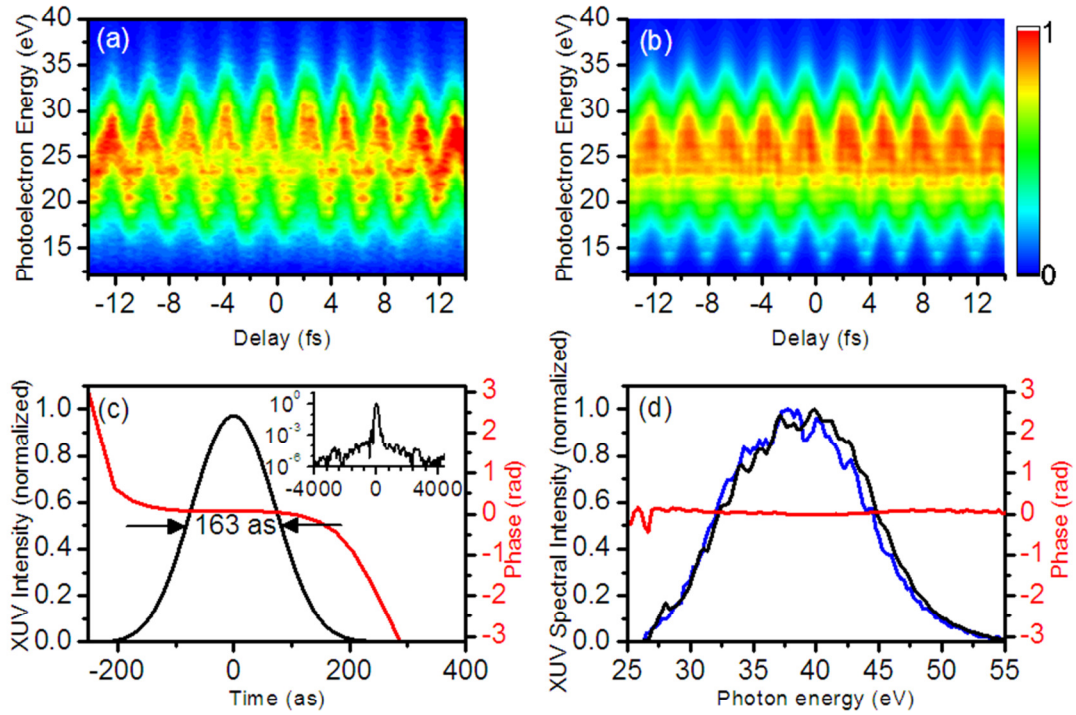 (a)
Photoelectron Energy (eV)
40
35
30
25
20
15
-12 -8 -4 0 4 8 12
Delay (fs)
(b)
Photoelectron Energy (eV)
40
35
30
25
20
15
-12 -8 -4 0 4 8 12
Delay (fs)
1
0
(c)
XUV Intensity (normalized)
1.0
0.8
0.6
0.4
0.2
0.0
-200 0 200 400
Time (as)
163 as
10^0
10^-3
10^-6
-4000 0 4000
3
2
1
0
-1
-2
-3
Phase (rad)
(d)
XUV Spectral Intensity (normalized)
1.0
0.8
0.6
0.4
0.2
0.0
25 30 35 40 45 50 55
Photon energy (eV)
3
2
1
0
-1
-2
-3
Phase (rad)